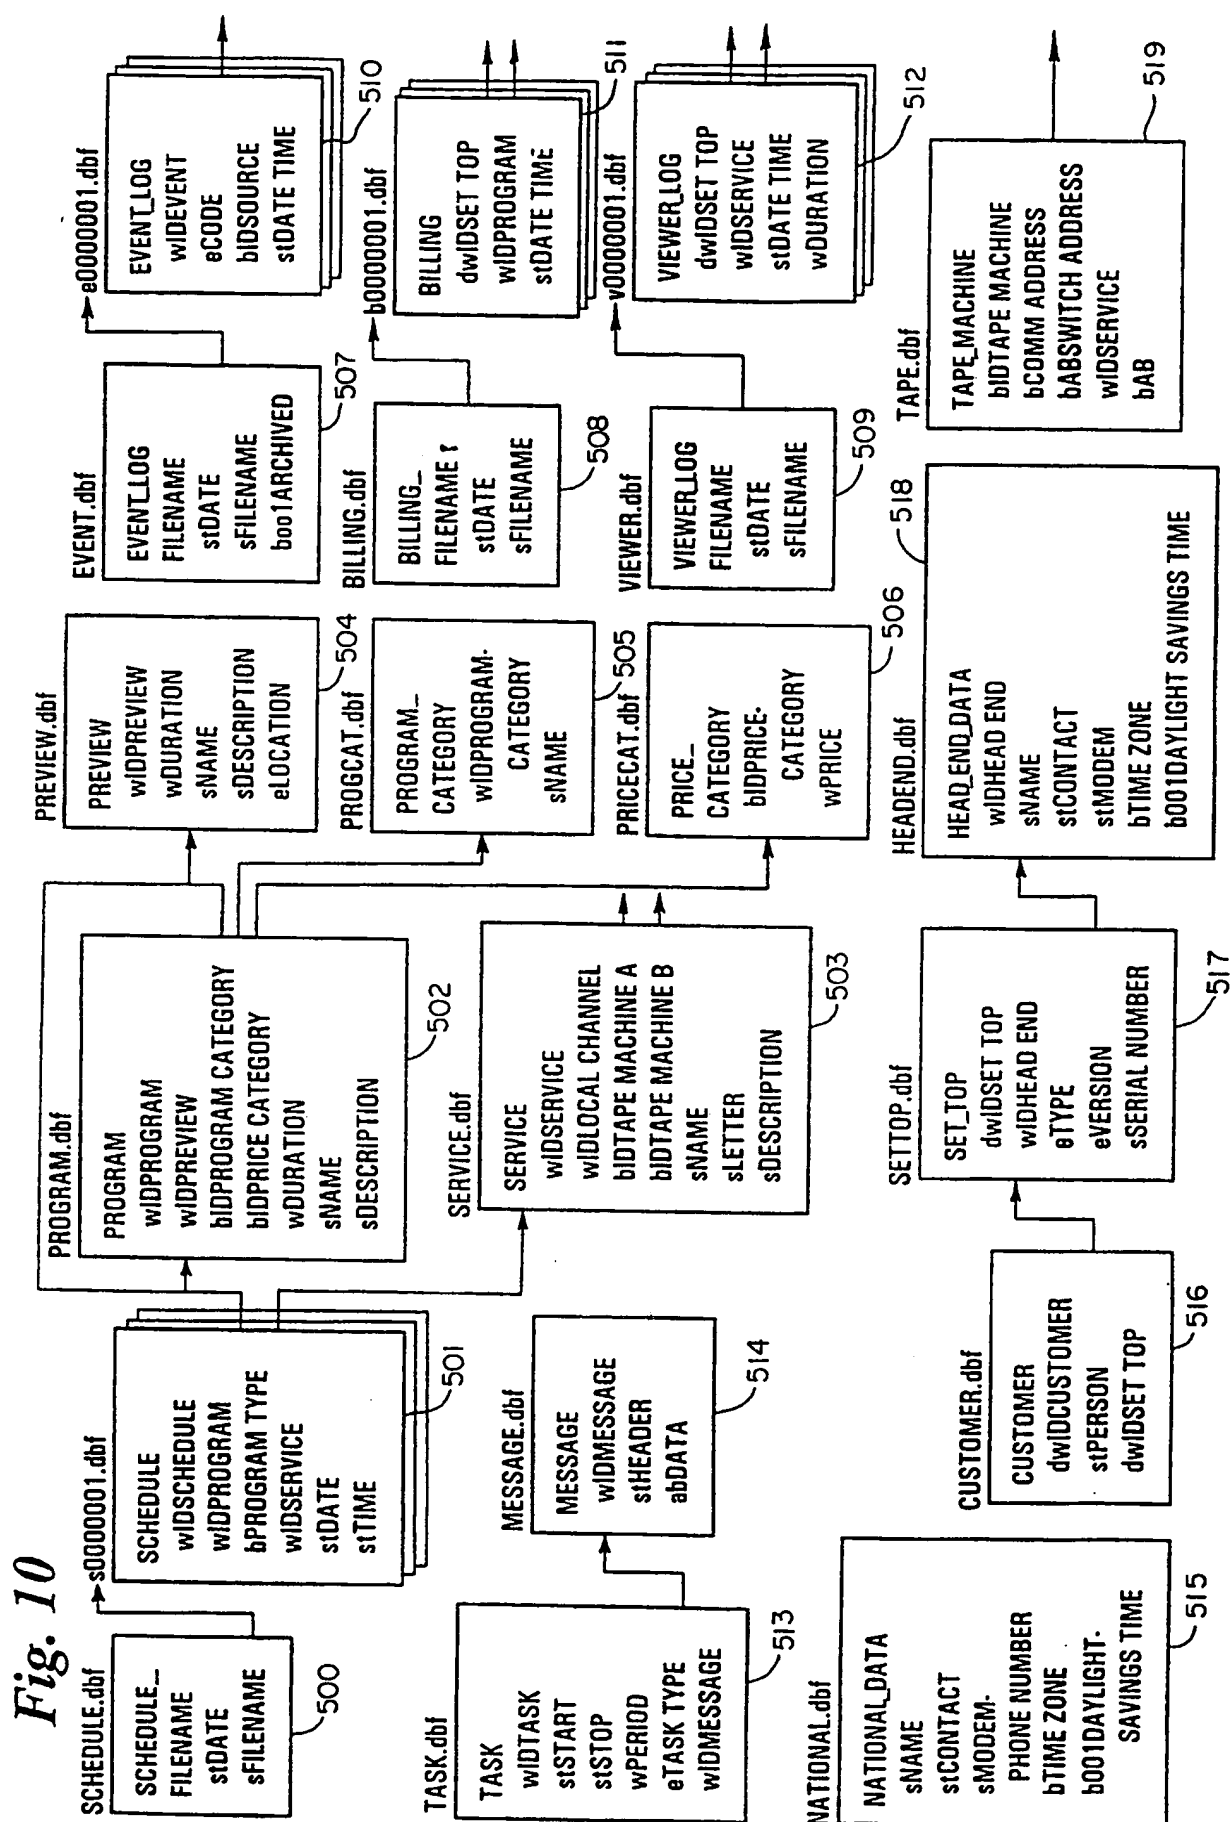 Fig. 10
SCHEDULE.dbf
SCHEDULE_
FILENAME
stDATE
sFILENAME
500
s0000001.dbf
SCHEDULE
wIDSCHEDULE
wIDPROGRAM
bPROGRAM TYPE
wIDSERVICE
stDATE
stTIME
501
PROGRAM.dbf
PROGRAM
wIDPROGRAM
wIDPREVIEW
bIDPROGRAM CATEGORY
bIDPRICE CATEGORY
wDURATION
sNAME
sDESCRIPTION
502
SERVICE.dbf
SERVICE
wIDSERVICE
wIDLOCAL CHANNEL
bIDTAPE MACHINE A
bIDTAPE MACHINE B
sNAME
sLETTER
sDESCRIPTION
503
PREVIEW.dbf
PREVIEW
wIDPREVIEW
wDURATION
sNAME
sDESCRIPTION
eLOCATION
504
PROGCAT.dbf
PROGRAM_
CATEGORY
wIDPROGRAM-
CATEGORY
sNAME
505
PRICECAT.dbf
PRICE_
CATEGORY
bIDPRICE-
CATEGORY
wPRICE
506
EVENT.dbf
EVENT_LOG
FILENAME
stDATE
sFILENAME
boo1ARCHIVED
507
BILLING.dbf
BILLING_
FILENAME
stDATE
sFILENAME
508
VIEWER.dbf
VIEWER_LOG
FILENAME
stDATE
sFILENAME
509
e0000001.dbf
EVENT_LOG
wIDEVENT
eCODE
bIDSOURCE
stDATE TIME
510
b0000001.dbf
BILLING
dwIDSET TOP
wIDPROGRAM
stDATE TIME
511
v0000001.dbf
VIEWER_LOG
dwIDSET TOP
wIDSERVICE
stDATE TIME
wDURATION
512
TASK.dbf
TASK
wIDTASK
stSTART
stSTOP
wPERIOD
eTASK TYPE
wIDMESSAGE
513
MESSAGE.dbf
MESSAGE
wIDMESSAGE
stHEADER
abDATA
514
NATIONAL.dbf
NATIONAL_DATA
sNAME
stCONTACT
sMODEM-
PHONE NUMBER
bTIME ZONE
b001DAYLIGHT-
SAVINGS TIME
515
CUSTOMER.dbf
CUSTOMER
dwIDCUSTOMER
stPERSON
dwIDSET TOP
516
SETTOP.dbf
SET_TOP
dwIDSET TOP
wIDHEAD END
eTYPE
eVERSION
sSERIAL NUMBER
517
HEADEND.dbf
HEAD_END_DATA
wIDHEAD END
sNAME
stCONTACT
stMODEM
bTIME ZONE
b001DAYLIGHT SAVINGS TIME
518
TAPE.dbf
TAPE_MACHINE
bIDTAPE MACHINE
bCOMM ADDRESS
bABSWITCH ADDRESS
wIDSERVICE
bAB
519